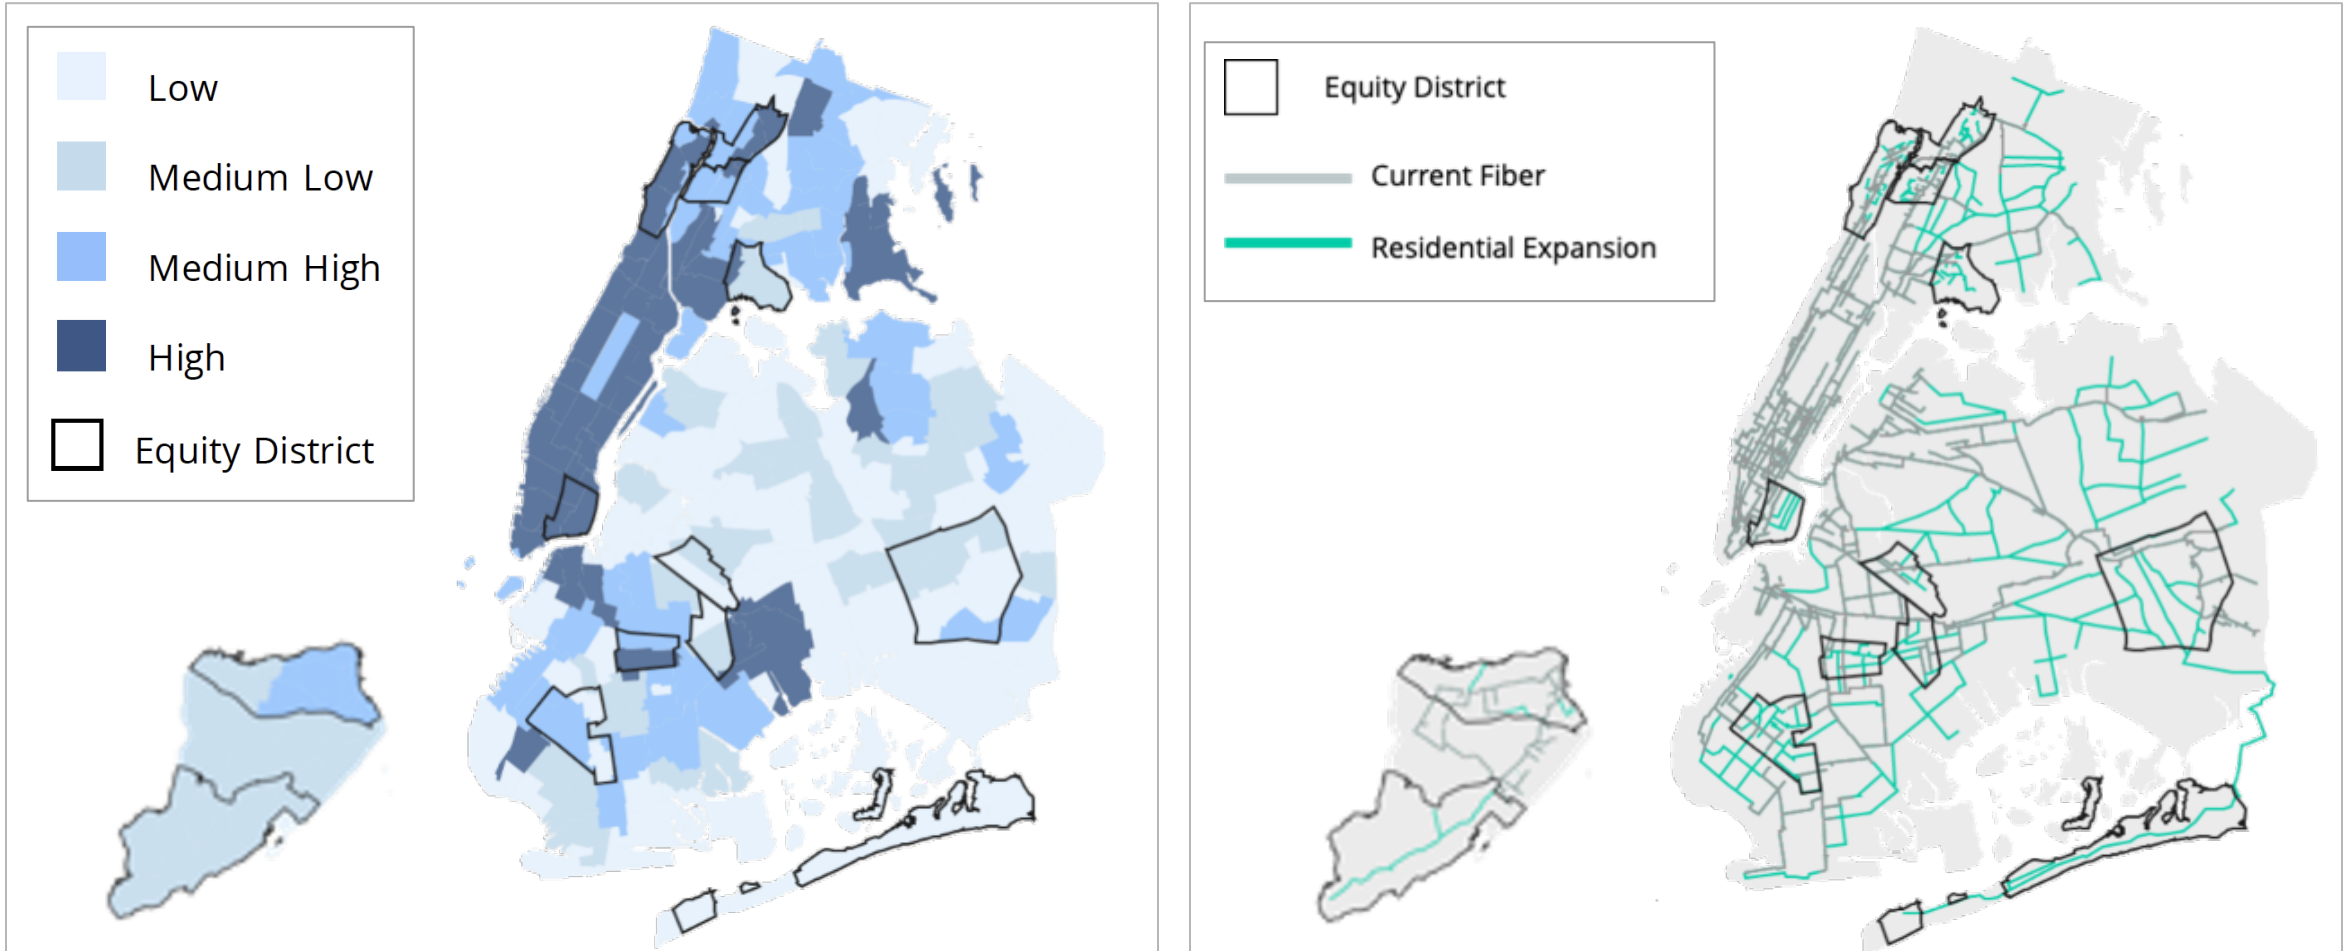 Low
Medium Low
Medium High
High
Equity District
Equity District
Current Fiber
Residential Expansion